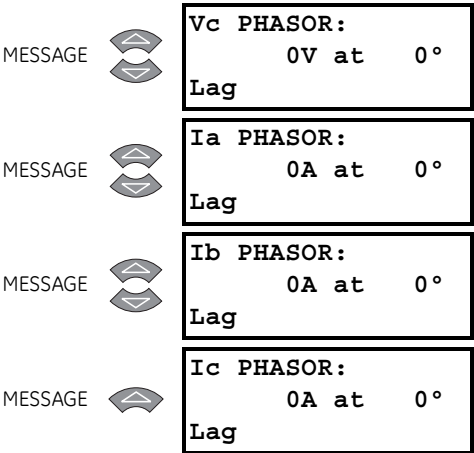 Vc PHASOR:
MESSAGE 0V at 0°
Lag
Ia PHASOR:
MESSAGE 0A at 0°
Lag
Ib PHASOR:
MESSAGE 0A at 0°
Lag
Ic PHASOR:
MESSAGE 0A at 0°
Lag